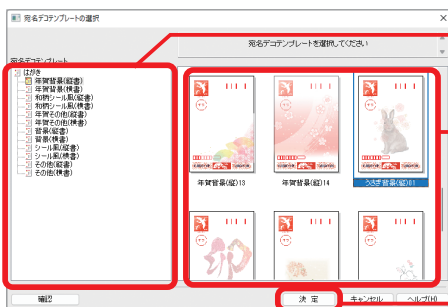 宛名デコテンプレートの選択
宛名デコテンプレートを選択してください
宛名デコテンプレート
はがき
年賀背景(縦書)
年賀背景(横書)
和柄シール風(縦書)
和柄シール風(横書)
年賀その他(縦書)
年賀その他(横書)
背景(縦書)
背景(横書)
シール風(縦書)
シール風(横書)
その他(縦書)
その他(横書)
年賀背景(縦)13
年賀背景(縦)14
うさぎ背景(縦)01
確認
決 定
キャンセル
ヘルプ(H)